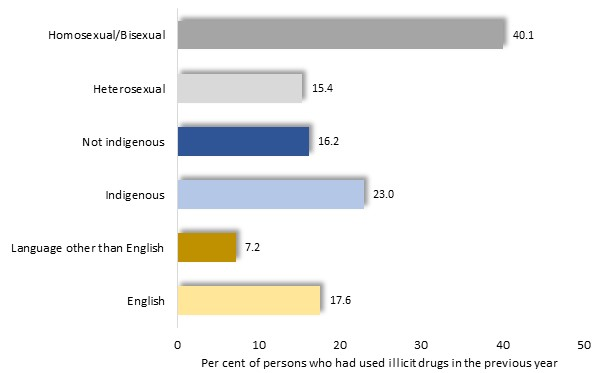 Homosexual/Bisexual 40.1
Heterosexual 15.4
Not indigenous 16.2
Indigenous 23.0
Language other than English 7.2
English 17.6
0 10 20 30 40 50
Per cent of persons who had used illicit drugs in the previous year